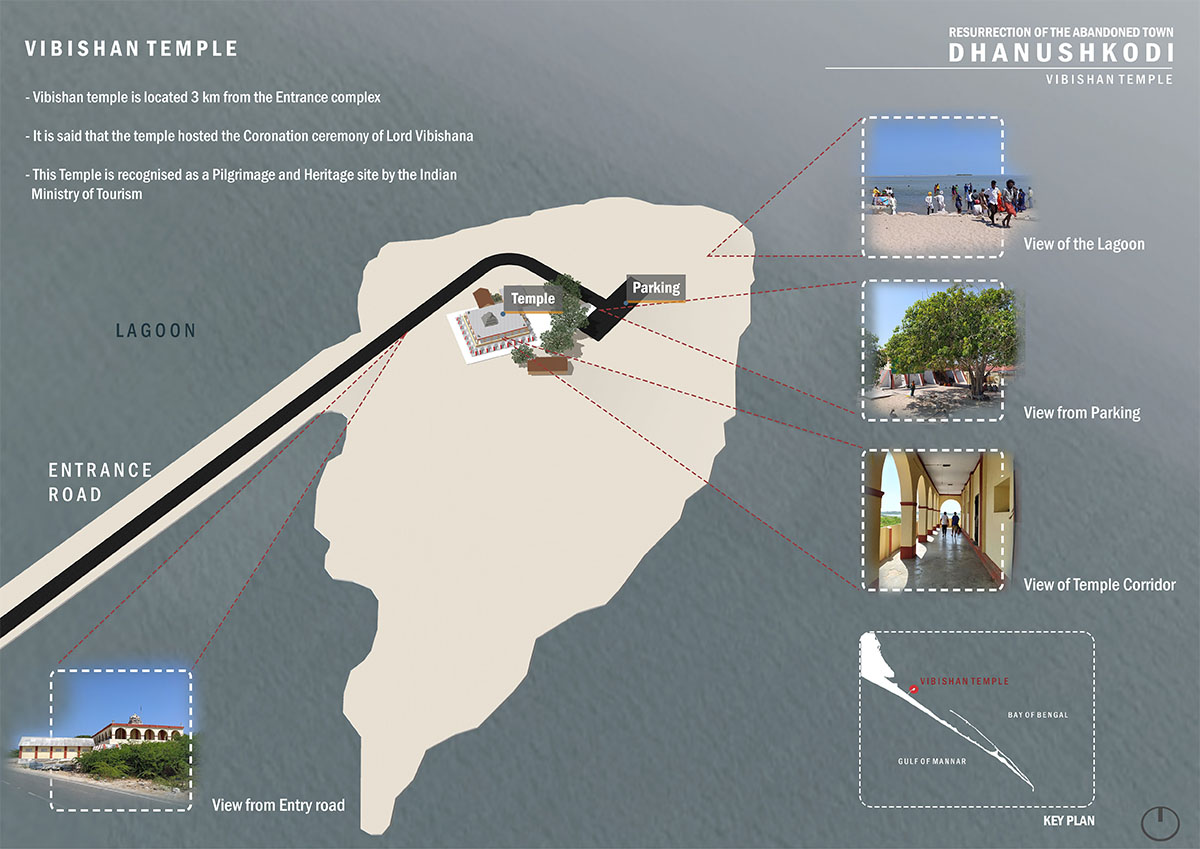 VIBISHAN TEMPLE
- Vibishan temple is located 3 km from the Entrance complex
- It is said that the temple hosted the Coronation ceremony of Lord Vibishana
- This Temple is recognised as a Pilgrimage and Heritage site by the Indian
Ministry of Tourism
RESURRECTION OF THE ABANDONED TOWN
DHANUSHKODI
VIBISHAN TEMPLE
View of the Lagoon
Parking
Temple
LAGOON
View from Parking
ENTRANCE
ROAD
View of Temple Corridor
VIBISHAN TEMPLE
BAY OF BENGAL
GULF OF MANNAR
View from Entry road
KEY PLAN